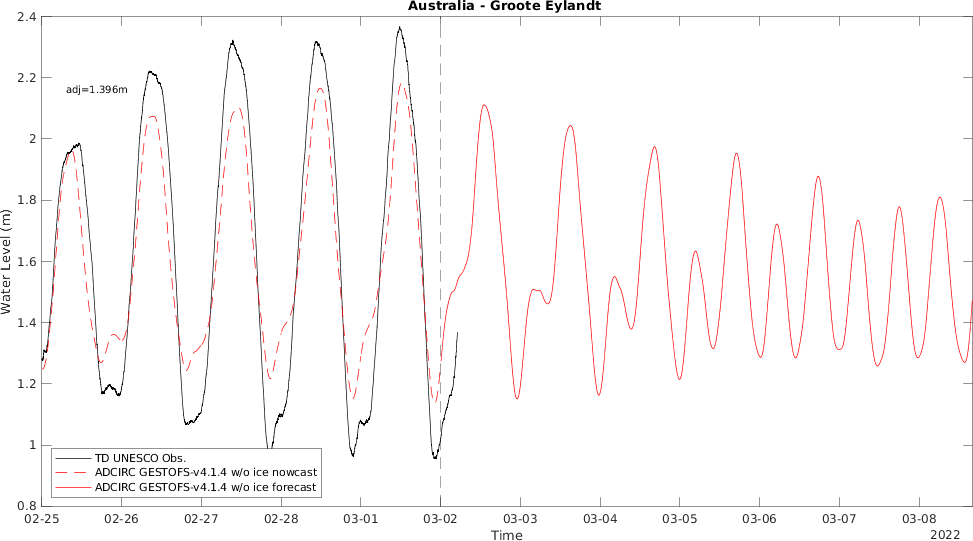 Australia - Groote Eylandt
2.4
2.2
2
1.8
1.6
1.4
1.2
1
0.8
Water Level (m)
adj=1.396m
TD UNESCO Obs.
ADCIRC GESTOFS-v4.1.4 w/o ice nowcast
ADCIRC GESTOFS-v4.1.4 w/o ice forecast
02-25 02-26 02-27 02-28 03-01 03-02 03-03 03-04 03-05 03-06 03-07 03-08
2022
Time